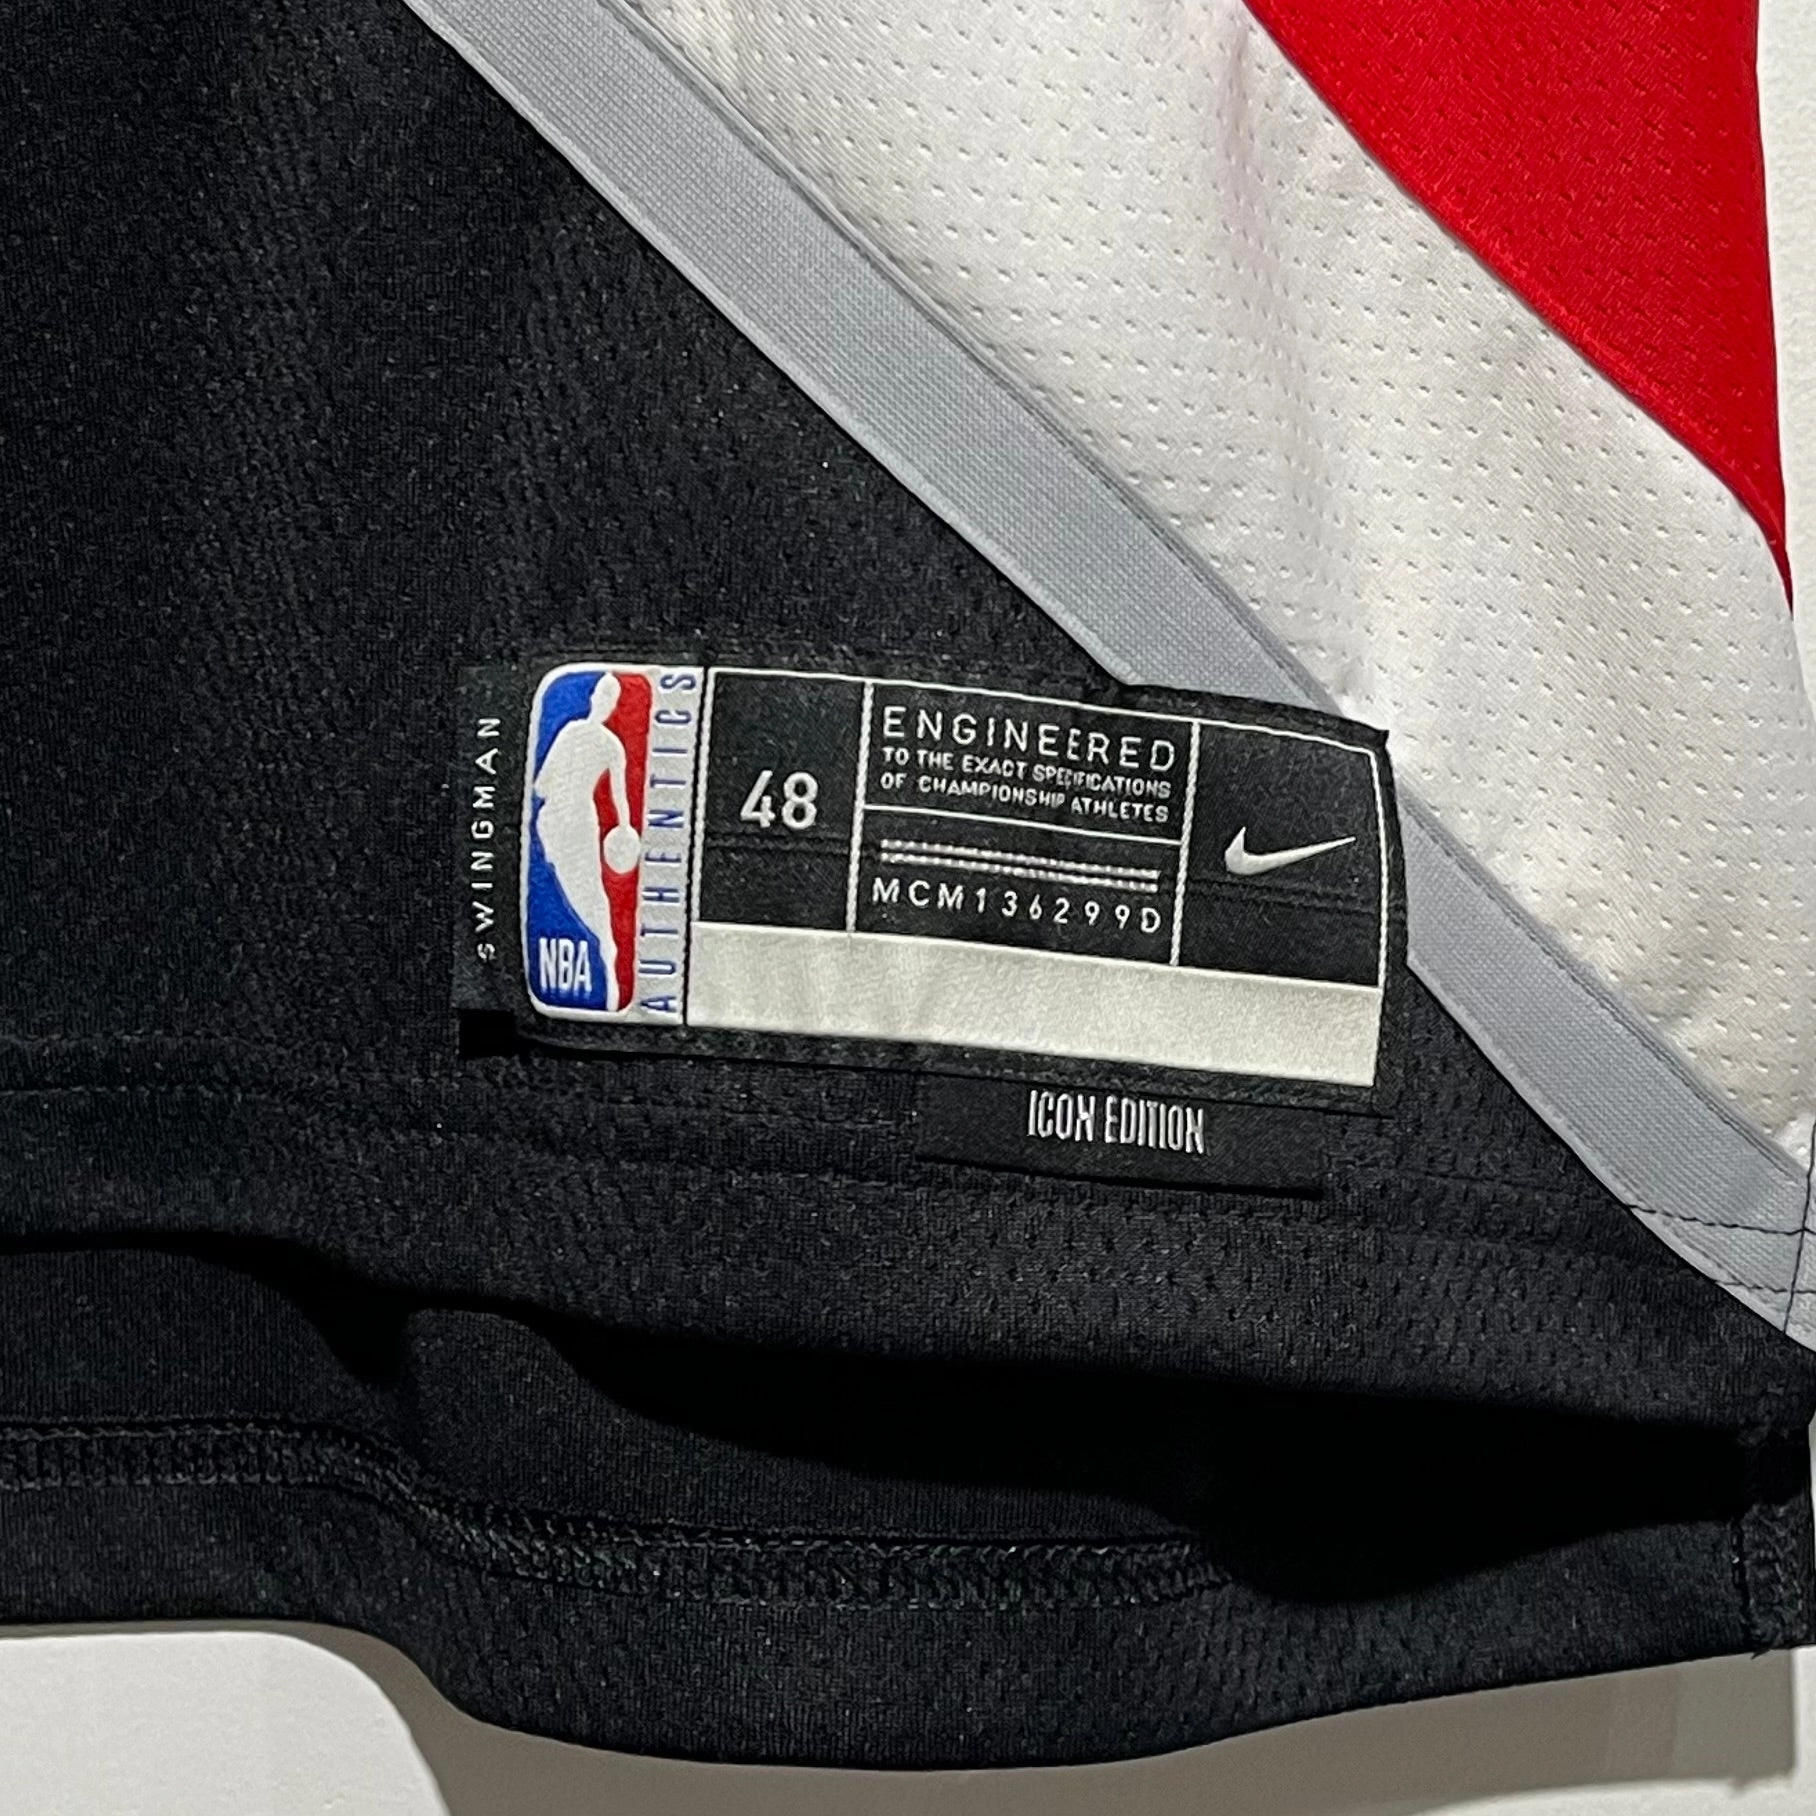 SWINGMAN
NBA
AUTHENTICS
48
ENGINEERED
TO THE EXACT SPECIFICATIONS
OF CHAMPIONSHIP ATHLETES
MCM136299D
ICON EDITION